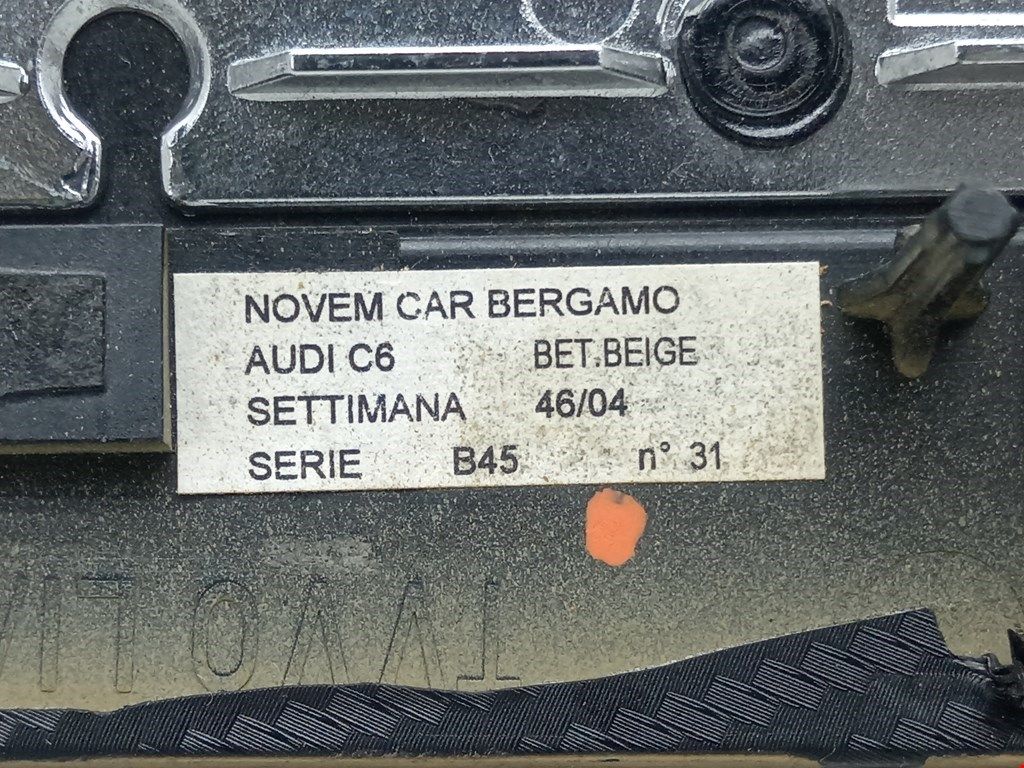 NOVEM CAR BERGAMO
AUDI C6 BET.BEIGE
SETTIMANA 46/04
SERIE B45 n° 31